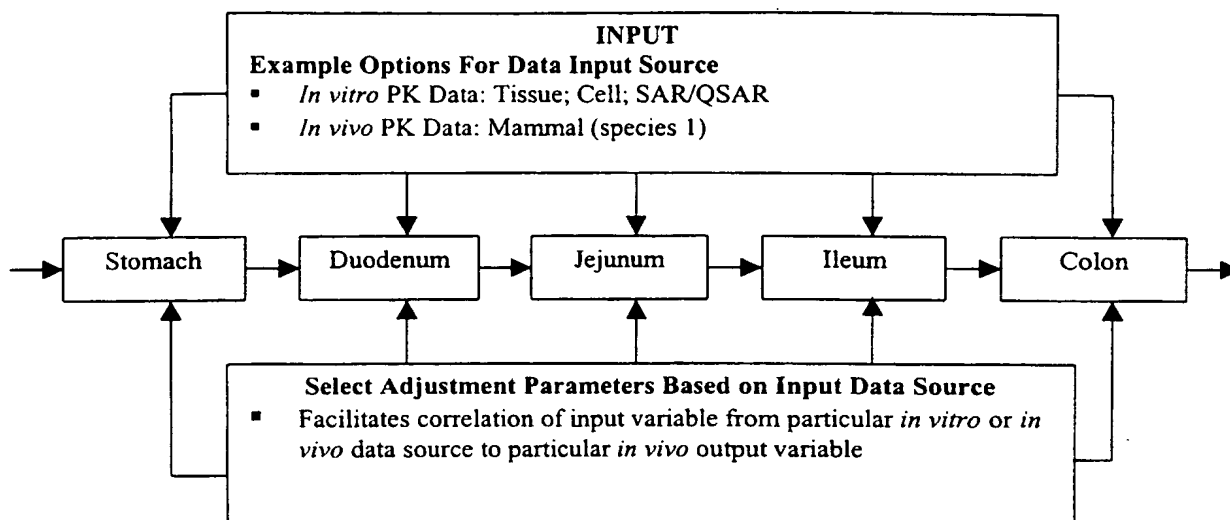 INPUT
Example Options For Data Input Source
▪ In vitro PK Data: Tissue; Cell; SAR/QSAR
▪ In vivo PK Data: Mammal (species 1)
Stomach Duodenum Jejunum Ileum Colon
Select Adjustment Parameters Based on Input Data Source
▪ Facilitates correlation of input variable from particular in vitro or in
vivo data source to particular in vivo output variable